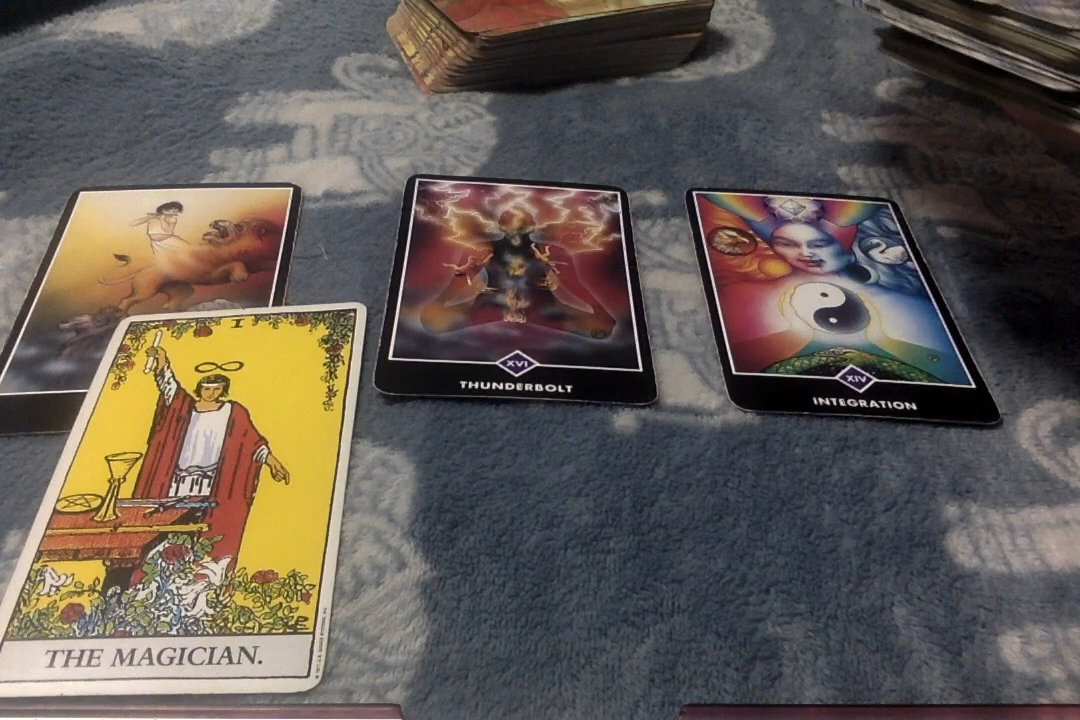 XVI
THUNDERBOLT
XIV
INTEGRATION
I
THE MAGICIAN.